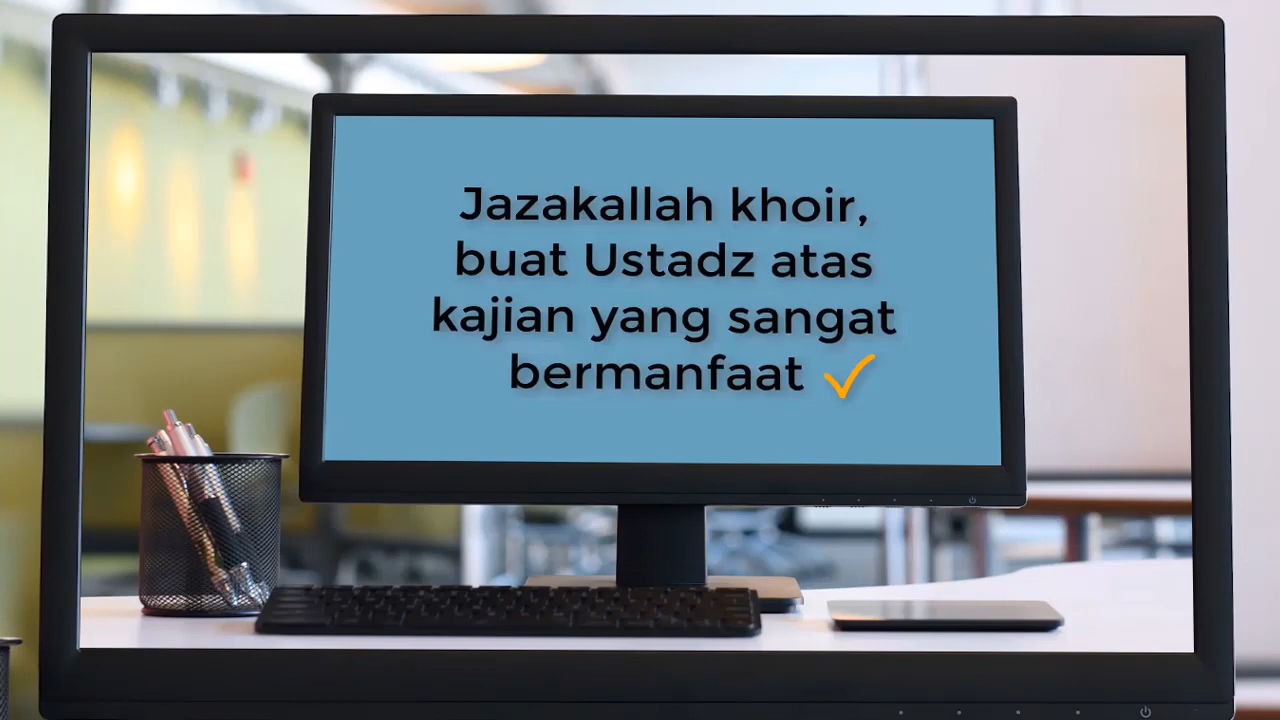 Jazakallah khoir,
buat Ustadz atas
kajian yang sangat
bermanfaat